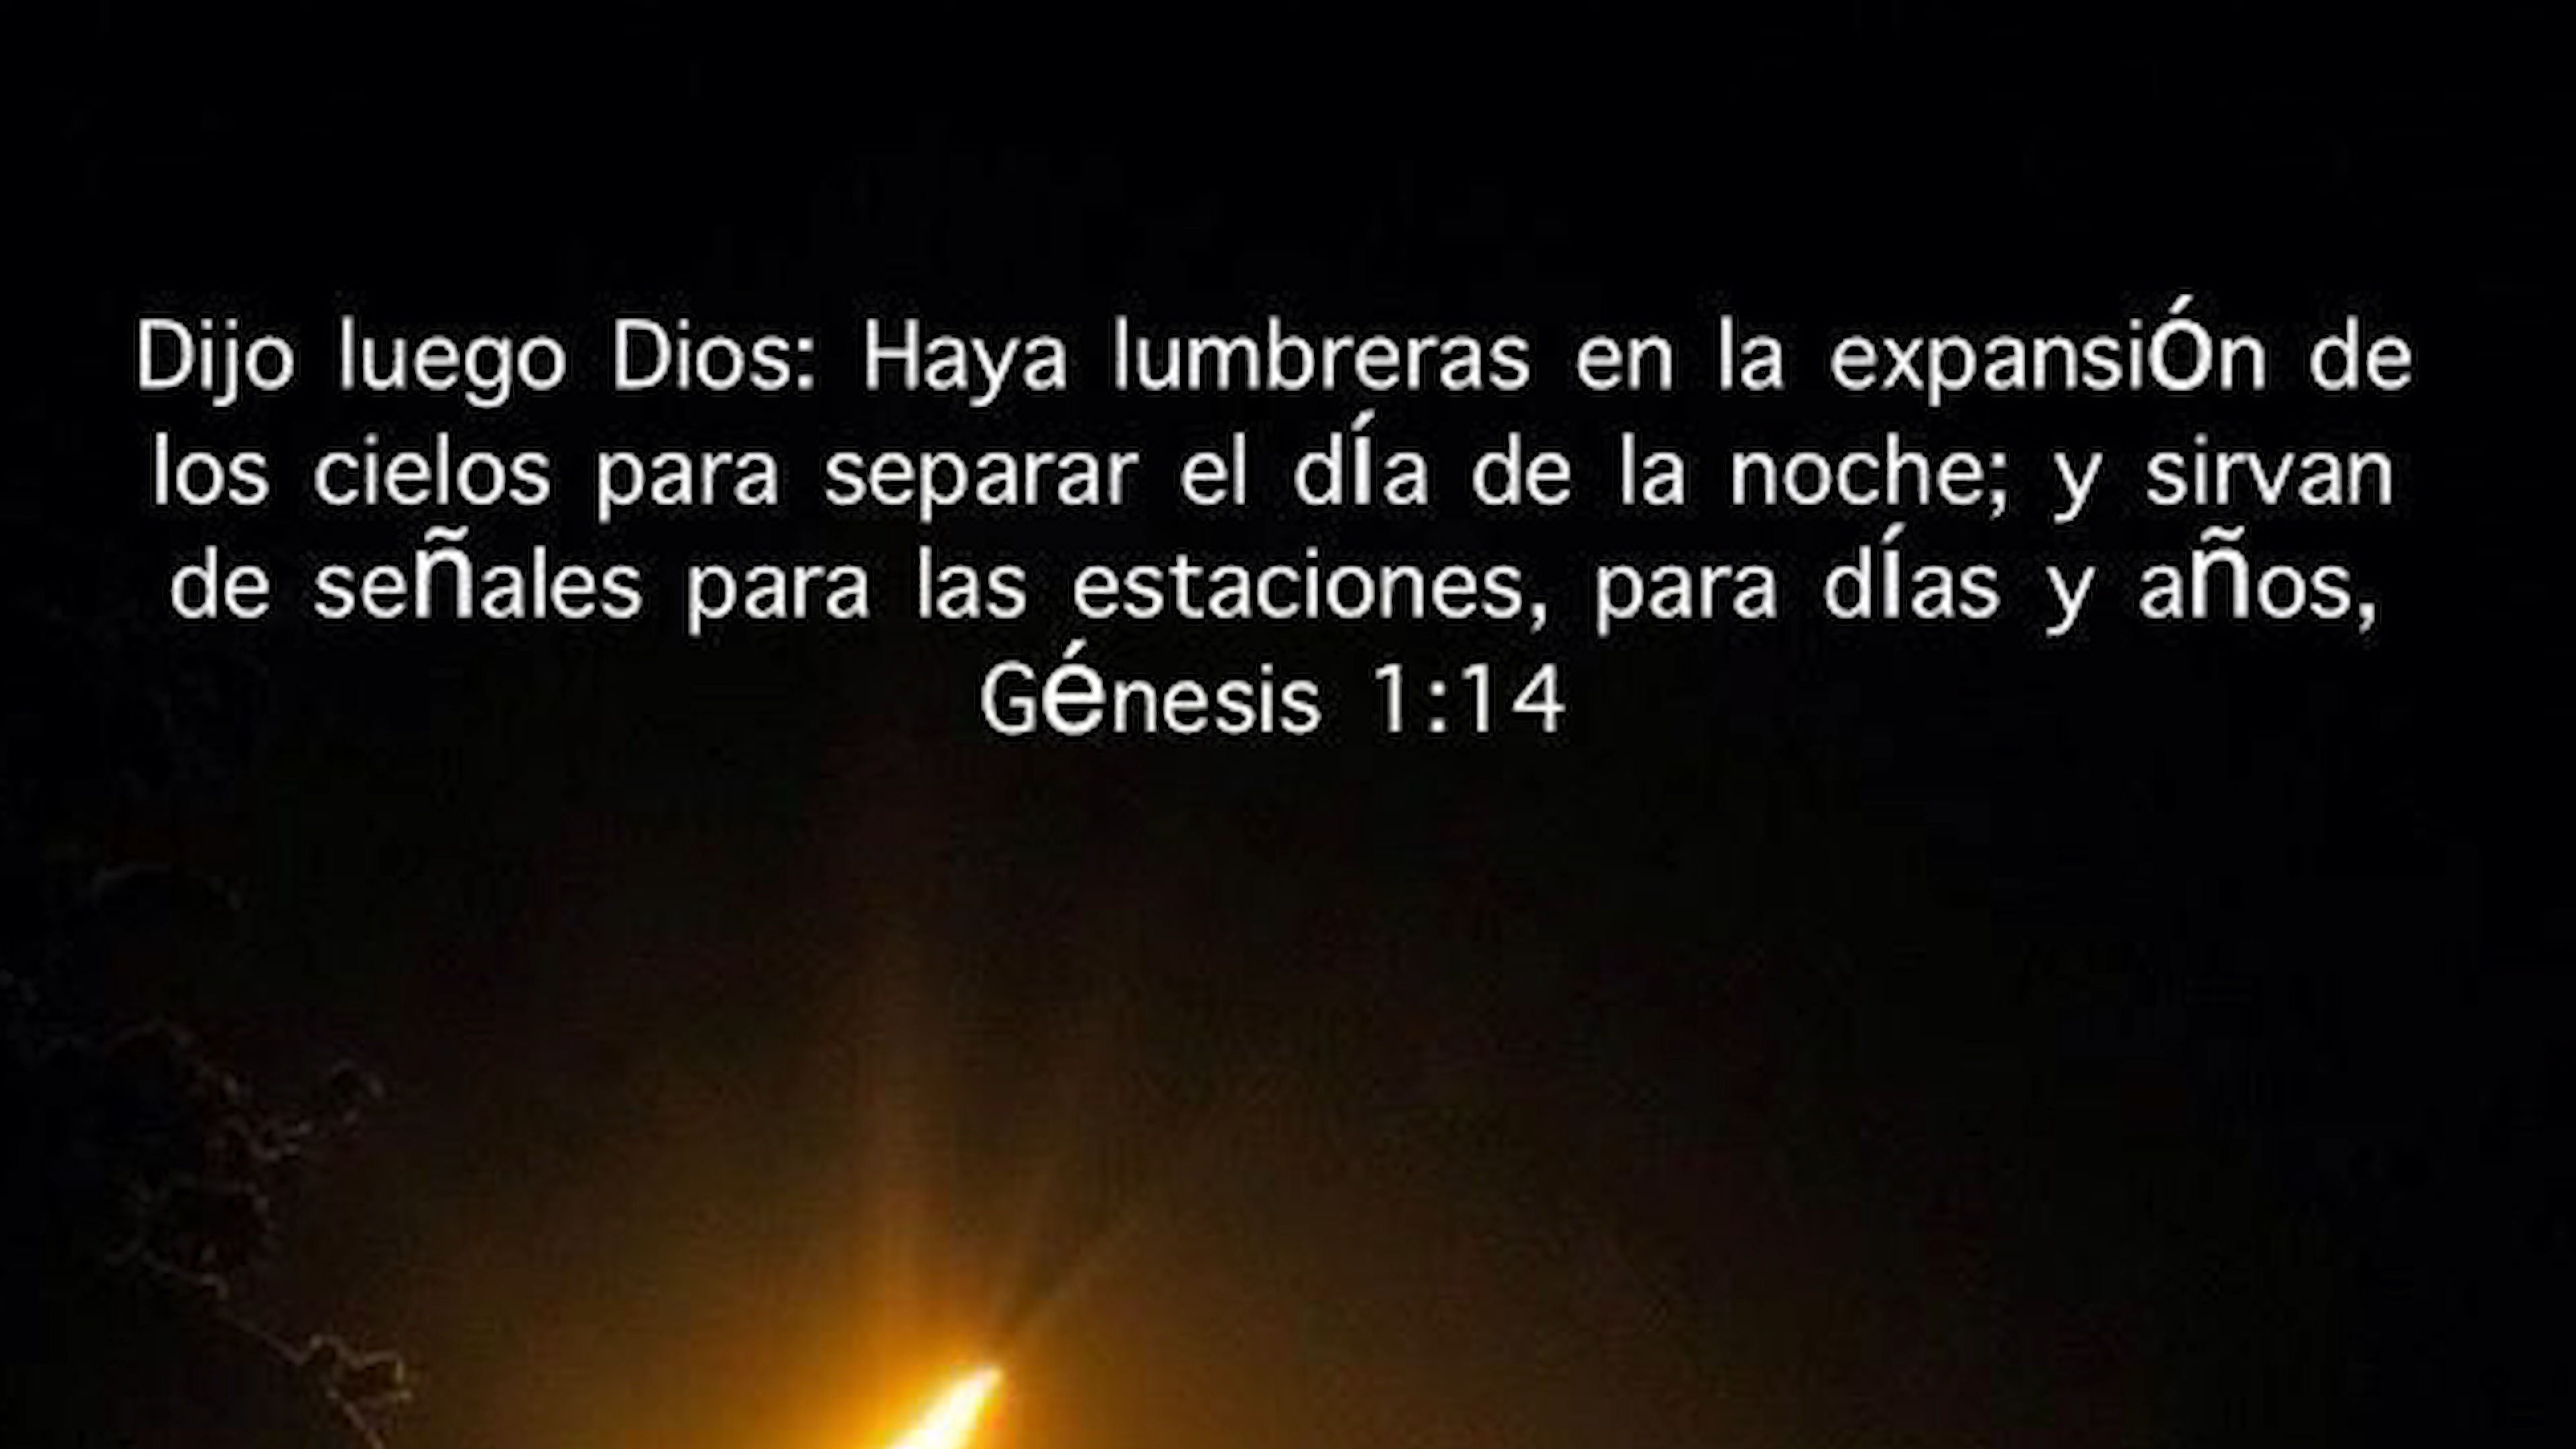 Dijo luego Dios: Haya lumbreras en la expansión de
los cielos para separar el día de la noche; y sirvan
de señales para las estaciones, para días y años,
Génesis 1:14